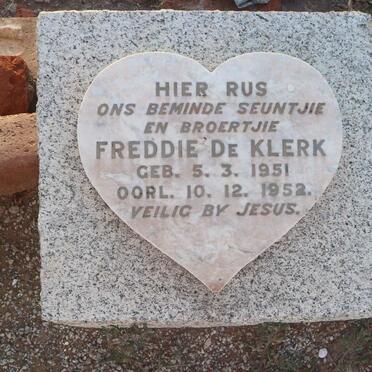 HIER RUS
ONS BEMINDE SEUNTJIE
EN BROERTJIE
FREDDIE DE KLERK
GEB. 5. 3. 1951
OORL. 10. 12. 1952.
VEILIG BY JESUS.